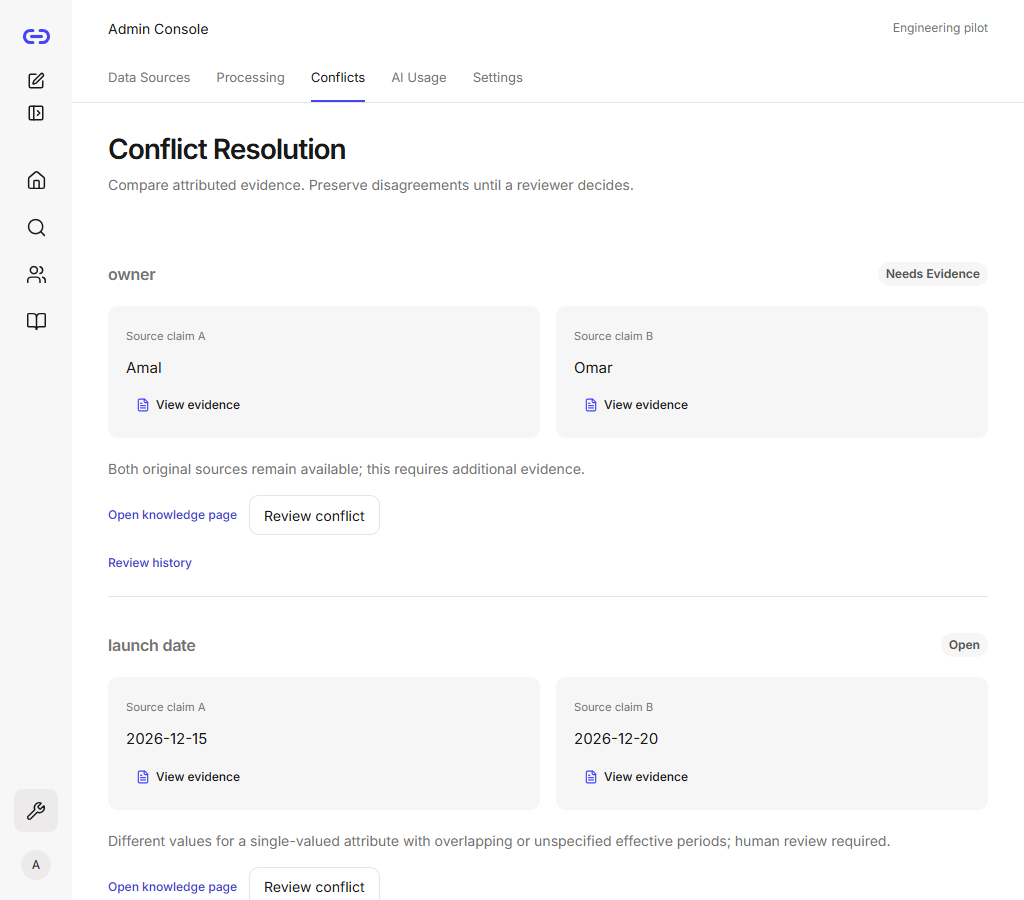 Admin Console
Engineering pilot
Data Sources
Processing
Conflicts
AI Usage
Settings
Conflict Resolution
Compare attributed evidence. Preserve disagreements until a reviewer decides.
owner
Needs Evidence
Source claim A
Amal
View evidence
Source claim B
Omar
View evidence
Both original sources remain available; this requires additional evidence.
Open knowledge page
Review conflict
Review history
launch date
Open
Source claim A
2026-12-15
View evidence
Source claim B
2026-12-20
View evidence
Different values for a single-valued attribute with overlapping or unspecified effective periods; human review required.
Open knowledge page
Review conflict
A